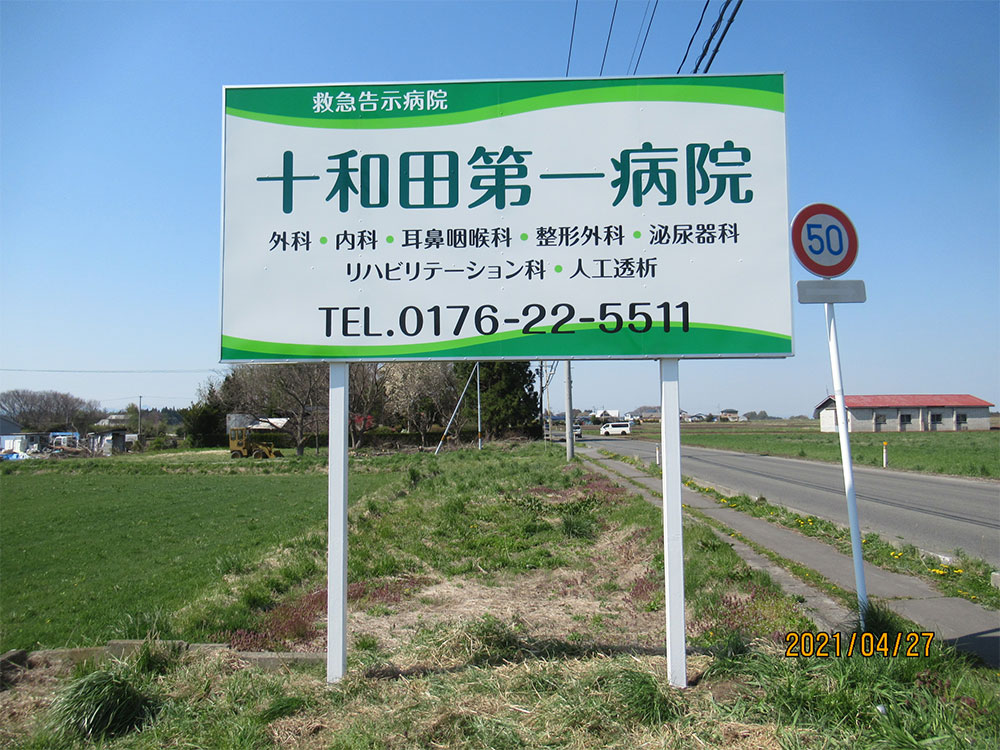 救急告示病院
十和田第一病院
外科・内科・耳鼻咽喉科・整形外科・泌尿器科
リハビリテーション科・人工透析
TEL.0176-22-5511
50
2021/04/27